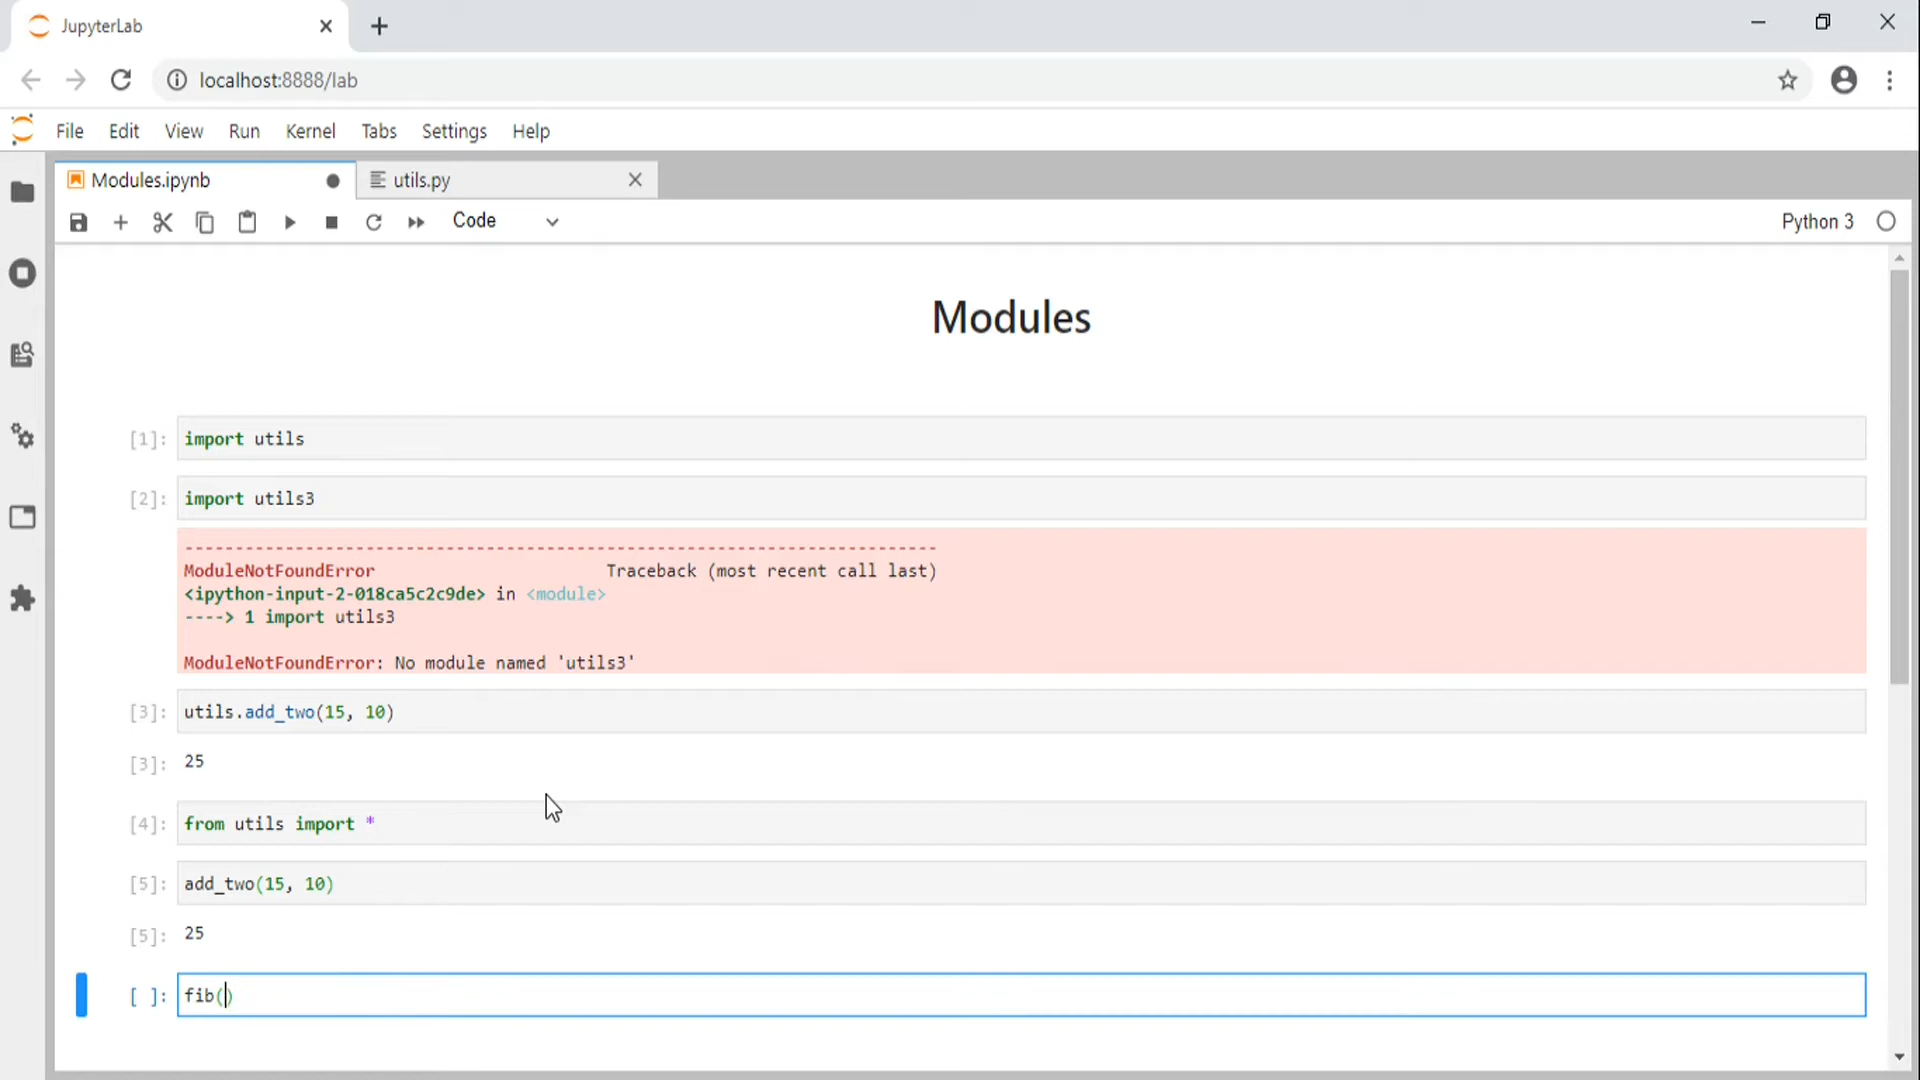 JupyterLab
localhost:8888/lab
File Edit View Run Kernel Tabs Settings Help
Modules.ipynb utils.py
Code Python 3
Modules
[1]: import utils
[2]: import utils3
---------------------------------------------------------------------------
ModuleNotFoundError Traceback (most recent call last)
<ipython-input-2-018ca5c2c9de> in <module>
----> 1 import utils3
ModuleNotFoundError: No module named 'utils3'
[3]: utils.add_two(15, 10)
[3]: 25
[4]: from utils import *
[5]: add_two(15, 10)
[5]: 25
[ ]: fib()